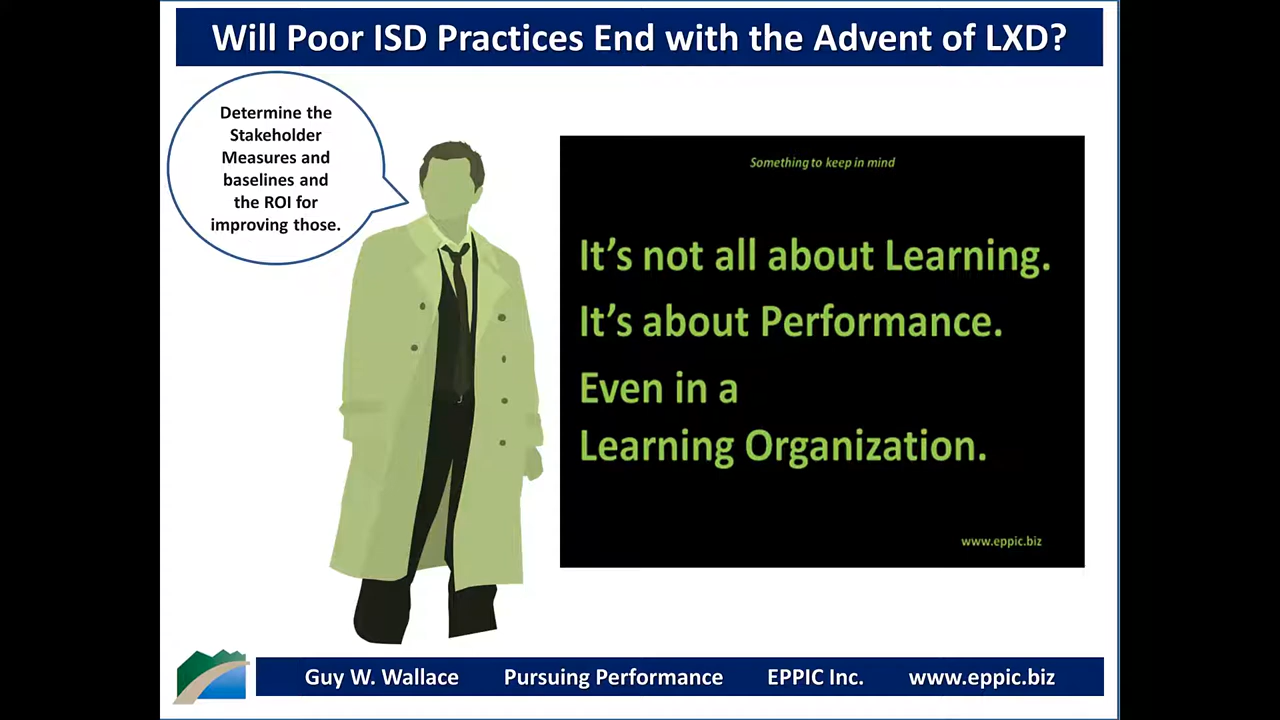 Will Poor ISD Practices End with the Advent of LXD?
Determine the
Stakeholder
Measures and
baselines and
the ROI for
improving those.
Something to keep in mind
It's not all about Learning.
It's about Performance.
Even in a
Learning Organization.
www.eppic.biz
Guy W. Wallace Pursuing Performance EPPIC Inc. www.eppic.biz